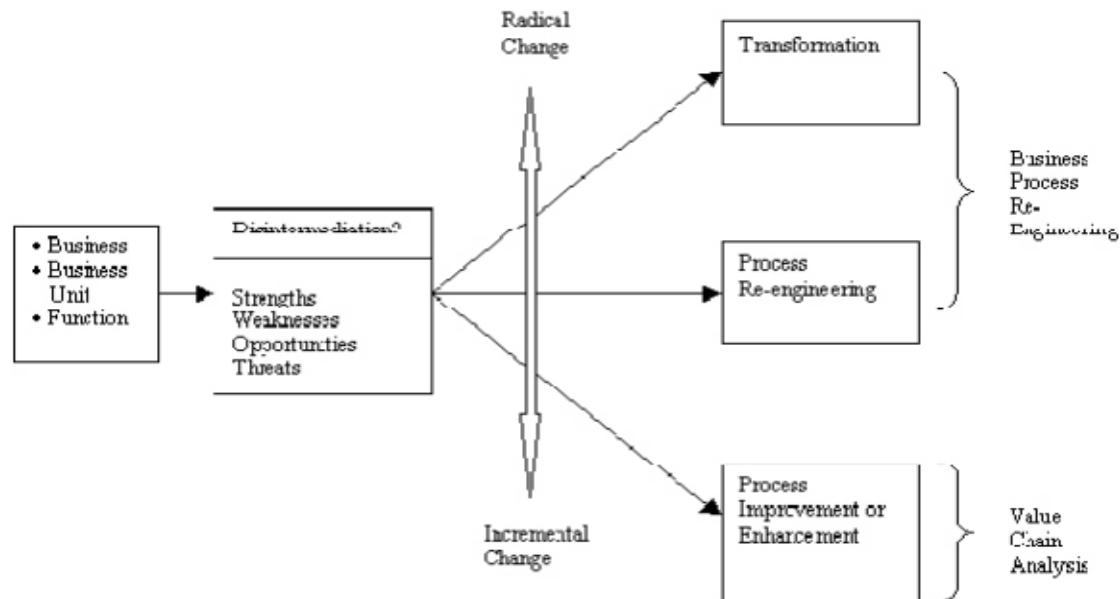 Radical
Change
Transformation
Business
Process
Re-
Engineering
• Business
• Business
Unit
• Function
Disintermediation?
Strengths
Weaknesses
Opportunities
Threats
Process
Re-engineering
Incremental
Change
Process
Improvement or
Enhancement
Value
Chain
Analysis